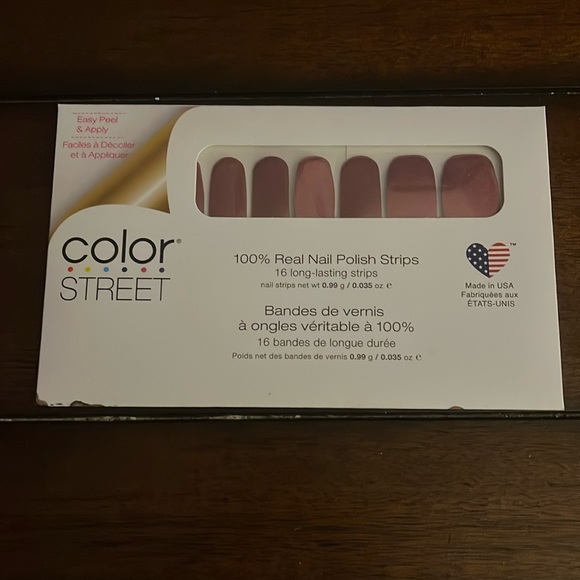 Easy Peel
& Apply
Faciles à Décoller
et à Appliquer
color®
STREET
100% Real Nail Polish Strips
16 long-lasting strips
nail strips net wt 0.99 g / 0.035 oz ℮
Bandes de vernis
à ongles véritable à 100%
16 bandes de longue durée
Poids net des bandes de vernis 0.99 g / 0.035 oz ℮
™
Made in USA
Fabriquées aux
ÉTATS-UNIS